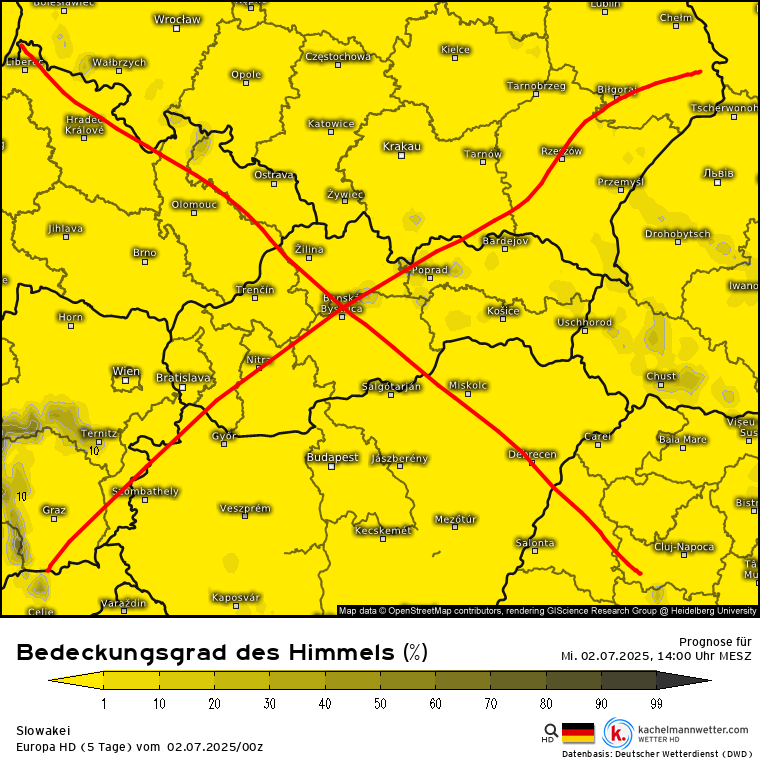 Bolesławiec
Lublin
Wrocław
Chełm
Kielce
Częstochowa
Liberec
Wałbrzych
Opole
Tarnobrzeg
Biłgoraj
Tscherwonoh
Hradec
Králové
Katowice
Krakau
Tarnów
Rzeszów
Ostrava
Żywiec
Przemyśl
Львів
Olomouc
Jihlava
Drohobytsch
Brno
Žilina
Bardejov
Poprad
Trenčín
Iwano
Banská
Bystrica
Horn
Košice
Uschhorod
Nitra
Wien
Bratislava
Salgótarján
Miskolc
Chust
Ternitz
Győr
Carei
Baia Mare
Vișeu
Sus
10
Budapest
Jászberény
Debrecen
10
Szombathely
Graz
Veszprém
Bistr
Kecskemét
Mezőtúr
Salonta
Cluj-Napoca
Kaposvár
Varaždin
Celje
Map data © OpenStreetMap contributors, rendering GIScience Research Group @ Heidelberg University
Bedeckungsgrad des Himmels (%)
Prognose für
Mi. 02.07.2025, 14:00 Uhr MESZ
1 10 20 30 40 50 60 70 80 90 99
Slowakei
Europa HD (5 Tage) vom 02.07.2025/00z
HD
k.
kachelmannwetter.com
WETTER HD
Datenbasis: Deutscher Wetterdienst (DWD)